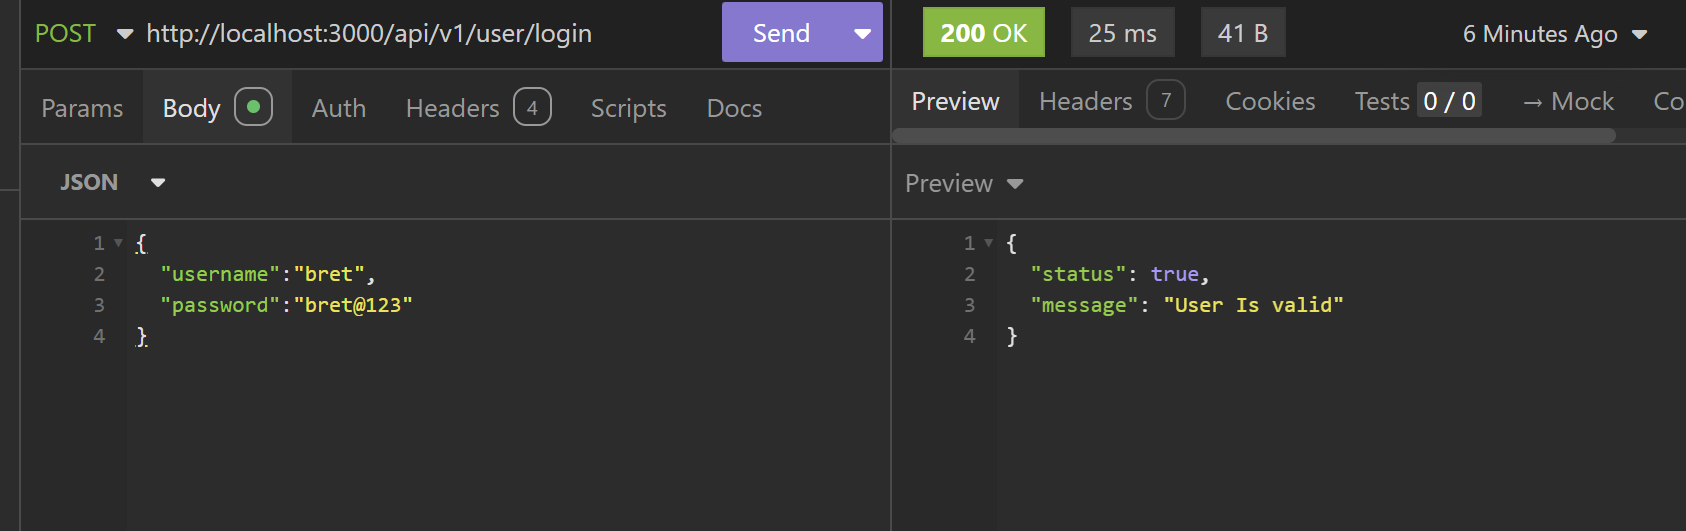 POST http://localhost:3000/api/v1/user/login Send 200 OK 25 ms 41 B 6 Minutes Ago
Params Body Auth Headers 4 Scripts Docs Preview Headers 7 Cookies Tests 0 / 0 → Mock Co
JSON
Preview
1 {
2 "username":"bret",
3 "password":"bret@123"
4 }
1 {
2 "status": true,
3 "message": "User Is valid"
4 }